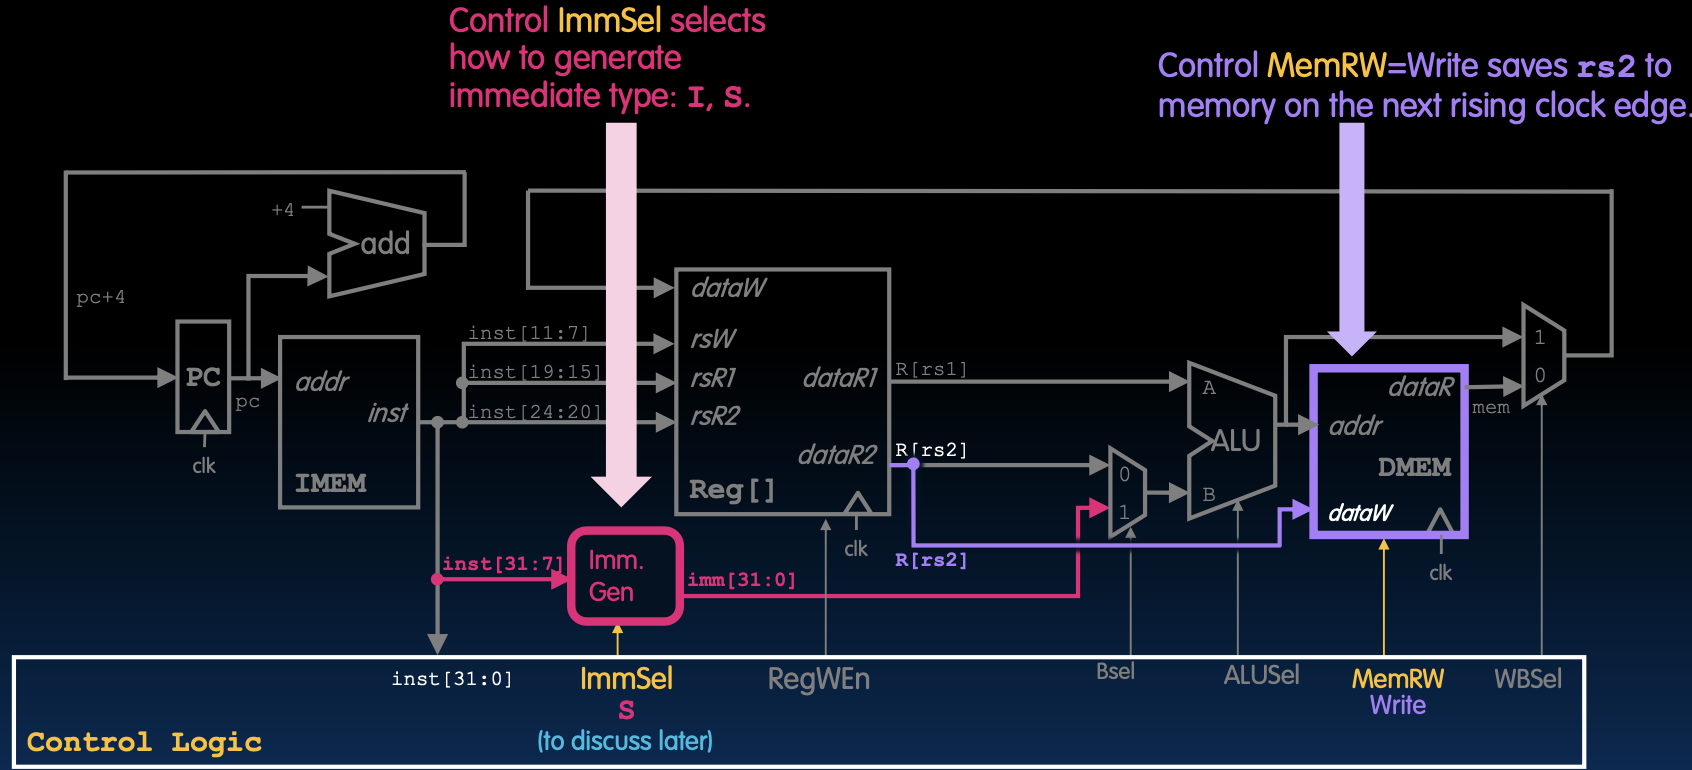 Control ImmSel selects
how to generate
immediate type: I, S.
Control MemRW=Write saves rs2 to
memory on the next rising clock edge.
+4
add
pc+4
PC
clk
pc
addr
inst
IMEM
inst[11:7]
inst[19:15]
inst[24:20]
dataW
rsW
rsR1
rsR2
dataR1
dataR2
Reg[]
clk
R[rs1]
R[rs2]
R[rs2]
0
1
A
B
ALU
addr
dataR
DMEM
dataW
clk
mem
1
0
inst[31:7]
Imm.
Gen
imm[31:0]
inst[31:0]
ImmSel
S
(to discuss later)
RegWEn
Bsel
ALUSel
MemRW
Write
WBSel
Control Logic